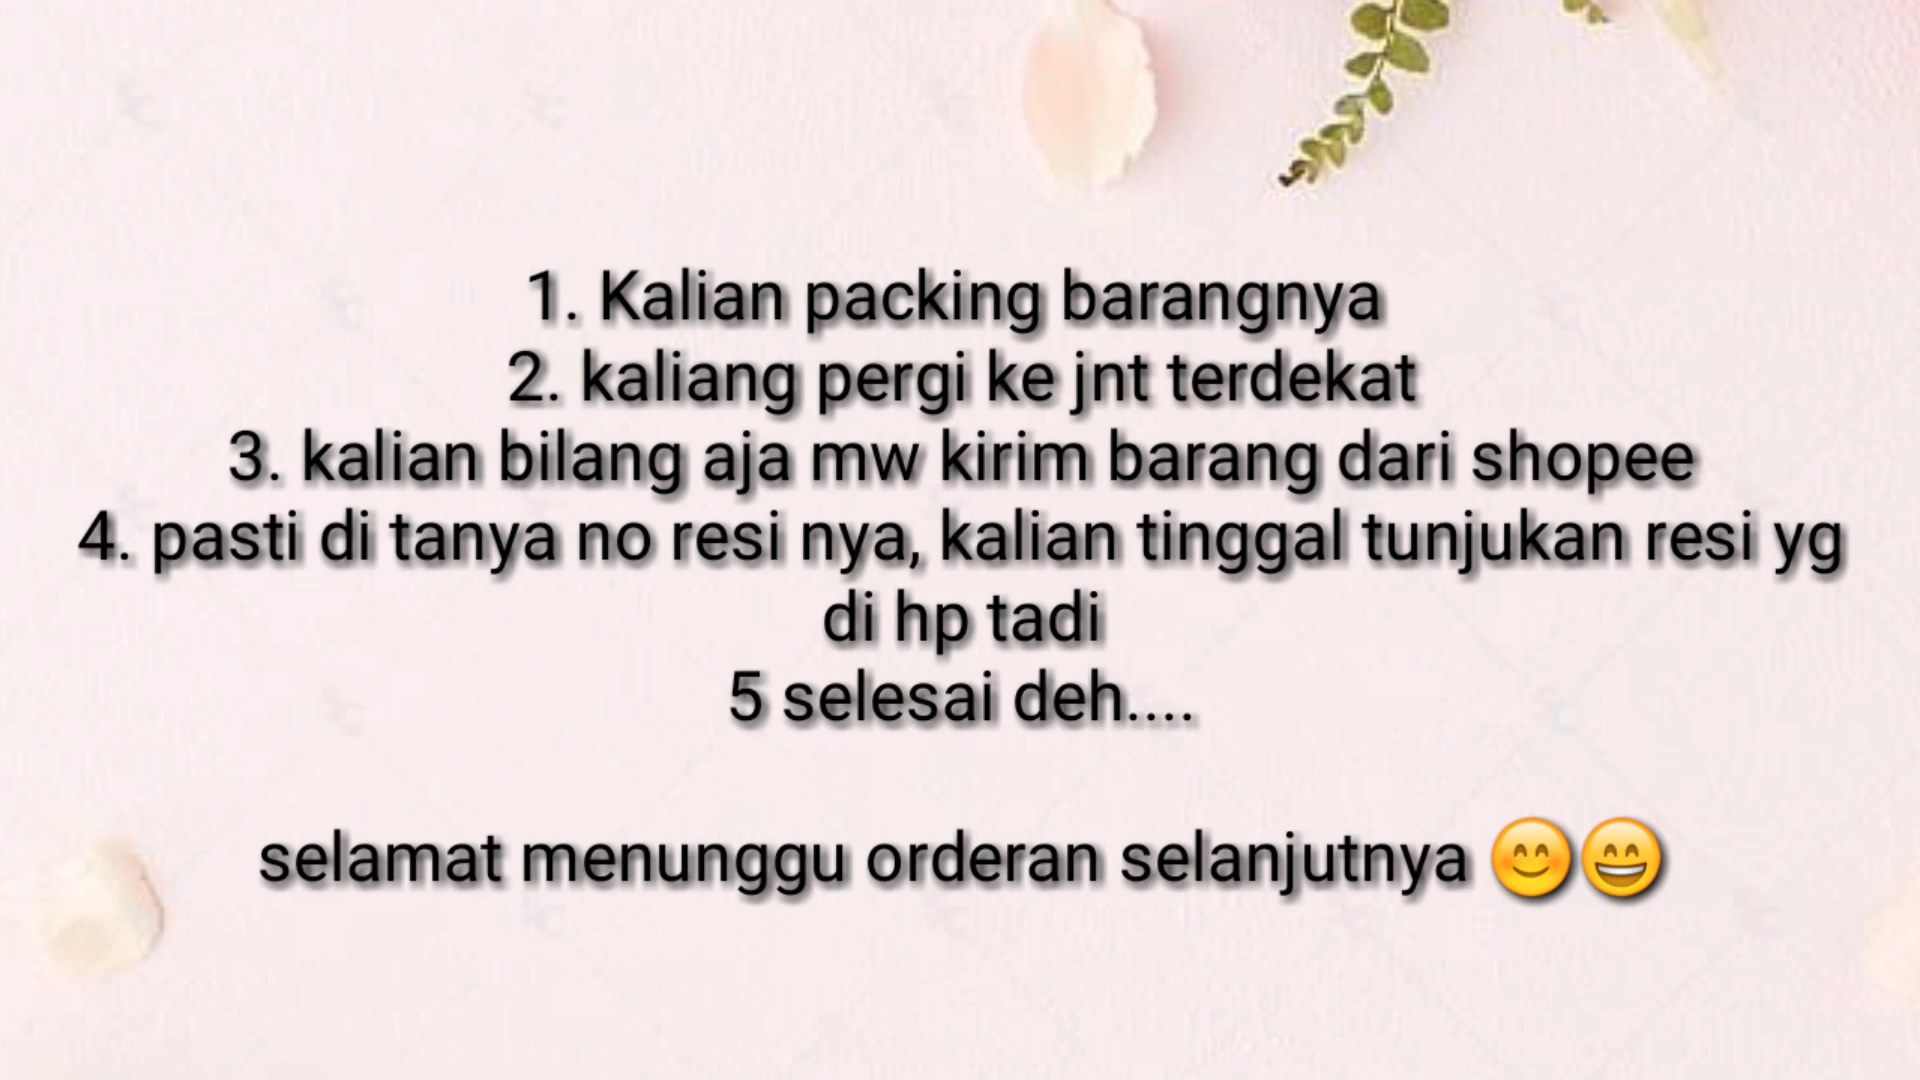 1. Kalian packing barangnya
2. kaliang pergi ke jnt terdekat
3. kalian bilang aja mw kirim barang dari shopee
4. pasti di tanya no resi nya, kalian tinggal tunjukan resi yg
di hp tadi
5 selesai deh....
selamat menunggu orderan selanjutnya 😊😄